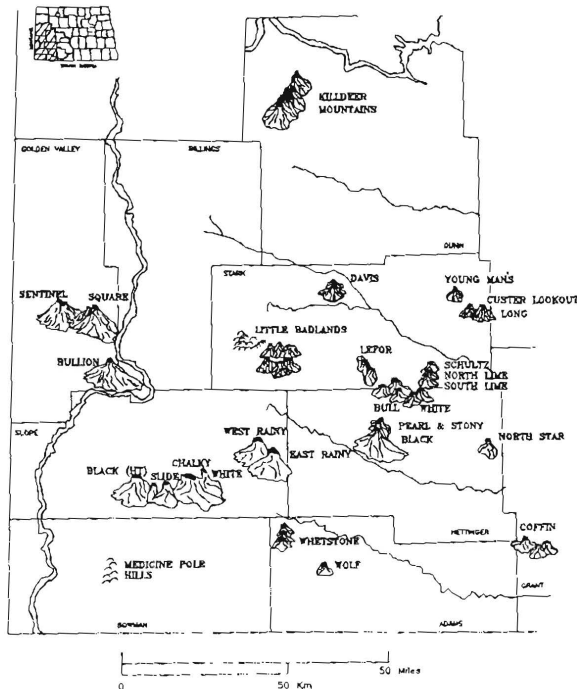 KILLDEER
MOUNTAINS
GOLDEN VALLEY
BILLINGS
DUNN
STARK
DAVIS
YOUNG MAN'S
SENTINEL
SQUARE
CUSTER LOOKOUT
LONG
LITTLE BADLANDS
LEFOR
SCHULTZ
NORTH LIME
SOUTH LIME
BULLION
BULL
WHITE
SLOPE
PEARL & STONY
BLACK
WEST RAINY
EAST RAINY
NORTH STAR
BLACK (HT)
SLIDE
CHALKY
WHITE
HETTINGER
COFFIN
WHETSTONE
WOLF
MEDICINE POLE
HILLS
GRANT
BOWMAN
ADAMS
50 Miles
0
50 Km